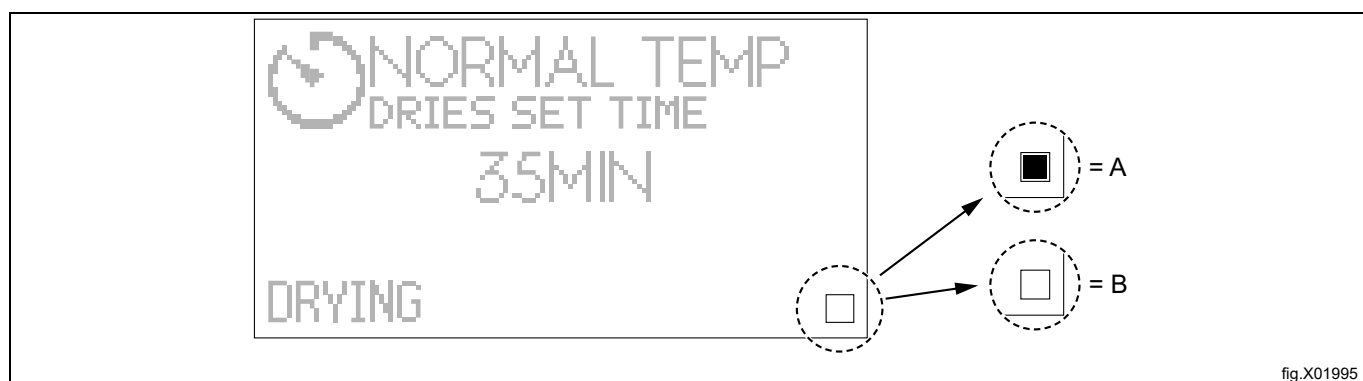 NORMAL TEMP
DRIES SET TIME
35MIN
DRYING
= A
= B
fig.X01995